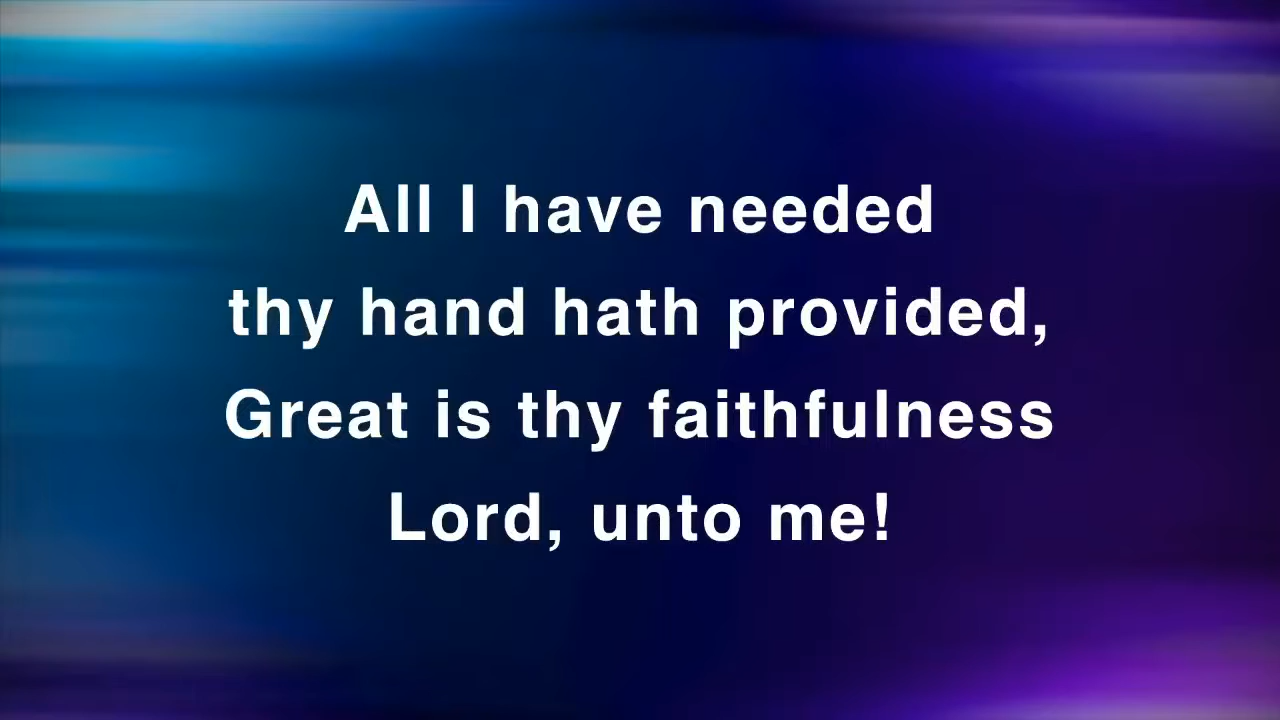 All I have needed
thy hand hath provided,
Great is thy faithfulness
Lord, unto me!